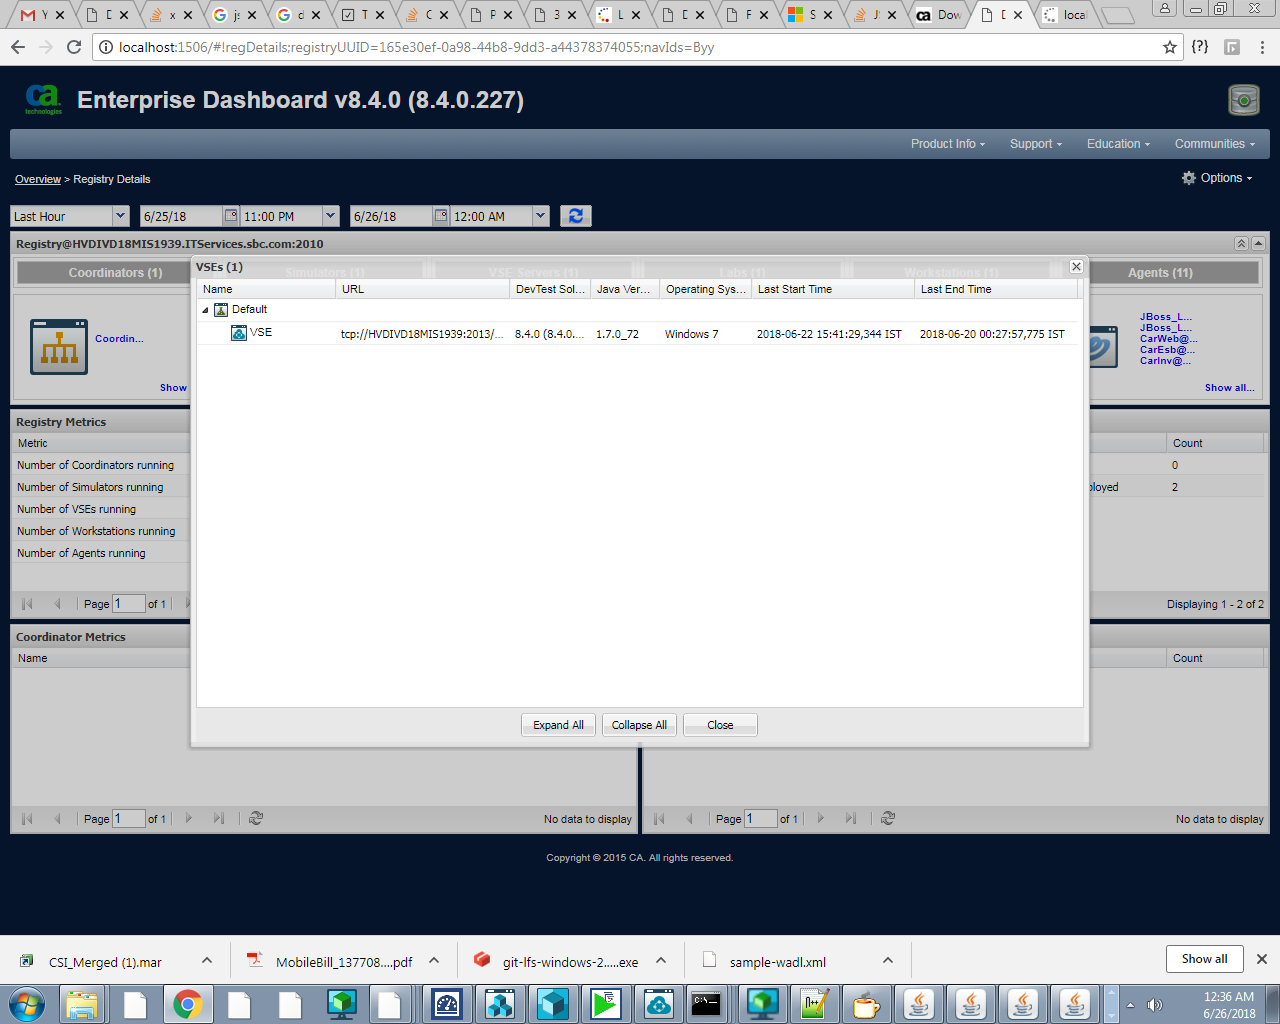 Y
D
x
js
d
T
C
P
3
L
D
F
S
JS
Dow
D
local
localhost:1506/#!regDetails;registryUUID=165e30ef-0a98-44b8-9dd3-a44378374055;navIds=Byy
{?}
ca technologies
Enterprise Dashboard v8.4.0 (8.4.0.227)
Product Info Support Education Communities
Overview > Registry Details
Options
Last Hour 6/25/18 11:00 PM 6/26/18 12:00 AM
Registry@HVDIVD18MIS1939.ITServices.sbc.com:2010
Coordinators (1) Simulators (1) VSE Servers (1) Labs (1) Workstations (1) Agents (11)
VSEs (1)
Name URL DevTest Sol... Java Ver... Operating Sys... Last Start Time Last End Time
Default
VSE tcp://HVDIVD18MIS1939:2013/... 8.4.0 (8.4.0.... 1.7.0_72 Windows 7 2018-06-22 15:41:29,344 IST 2018-06-20 00:27:57,775 IST
Expand All Collapse All Close
Coordin...
Show
JBoss_L...
JBoss_L...
CarWeb@...
CarEsb@...
CarInv@...
Show all...
Registry Metrics
Metric Count
Number of Coordinators running 0
Number of Simulators running ployed 2
Number of VSEs running
Number of Workstations running
Number of Agents running
Page 1 of 1 Displaying 1 - 2 of 2
Coordinator Metrics
Name Count
Page 1 of 1 No data to display Page 1 of 1 No data to display
Copyright © 2015 CA. All rights reserved.
CSI_Merged (1).mar MobileBill_137708....pdf git-lfs-windows-2.....exe sample-wadl.xml Show all
C:\_
12:36 AM
6/26/2018